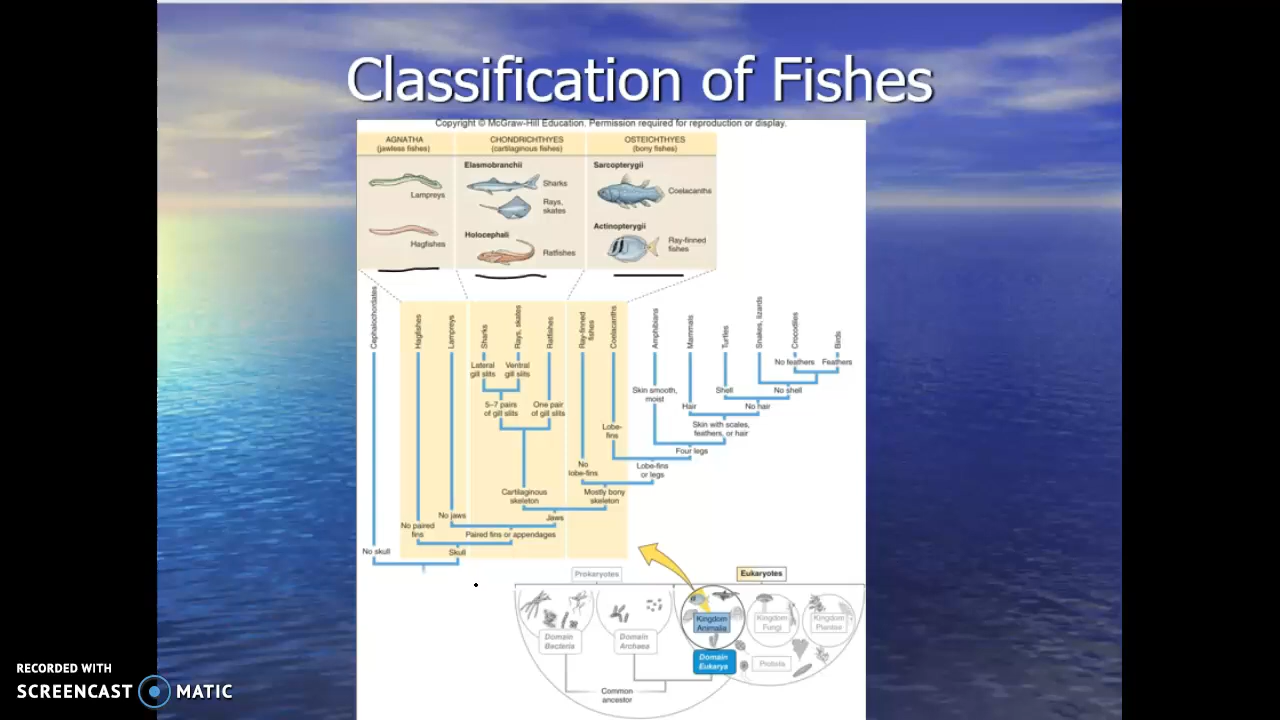 Classification of Fishes
Copyright © McGraw-Hill Education. Permission required for reproduction or display.
AGNATHA
(jawless fishes)
CHONDRICHTHYES
(cartilaginous fishes)
OSTEICHTHYES
(bony fishes)
Lampreys
Hagfishes
Elasmobranchii
Sharks
Rays,
skates
Holocephali
Ratfishes
Sarcopterygii
Coelacanths
Actinopterygii
Ray-finned
fishes
Cephalochordates
Hagfishes
Lampreys
Sharks
Rays, skates
Ratfishes
Ray-finned
fishes
Coelacanths
Amphibians
Mammals
Turtles
Snakes, lizards
Crocodiles
Birds
No feathers
Feathers
Lateral
gill slits
Ventral
gill slits
Skin smooth,
moist
Shell
No shell
5–7 pairs
of gill slits
One pair
of gill slits
Hair
No hair
Lobe-
fins
Skin with scales,
feathers, or hair
Four legs
No
lobe-fins
Lobe-fins
or legs
Cartilaginous
skeleton
Mostly bony
skeleton
No jaws
Jaws
No paired
fins
Paired fins or appendages
No skull
Skull
Prokaryotes
Eukaryotes
Domain
Bacteria
Domain
Archaea
Kingdom
Animalia
Kingdom
Fungi
Kingdom
Plantae
Domain
Eukarya
Protista
Common
ancestor
RECORDED WITH
SCREENCAST MATIC